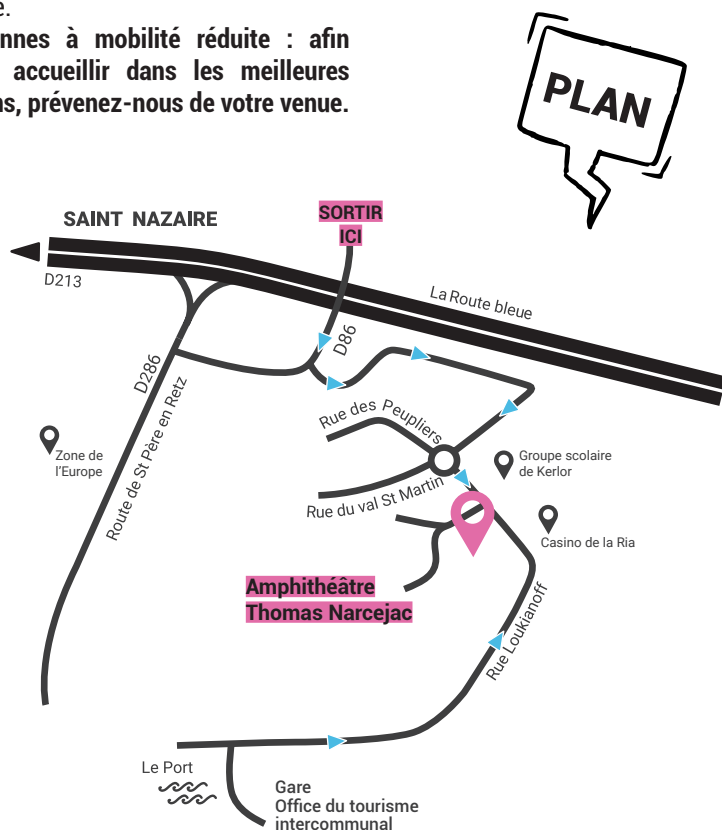 e.
nnes à mobilité réduite : afin
accueillir dans les meilleures
ns, prévenez-nous de votre venue.
PLAN
SAINT NAZAIRE
SORTIR
ICI
D213
La Route bleue
D86
D286
Route de St Père en Retz
Rue des Peupliers
Zone de
l'Europe
Groupe scolaire
de Kerlor
Rue du val St Martin
Casino de la Ria
Amphithéâtre
Thomas Narcejac
Rue Loukianoff
Le Port
Gare
Office du tourisme
intercommunal